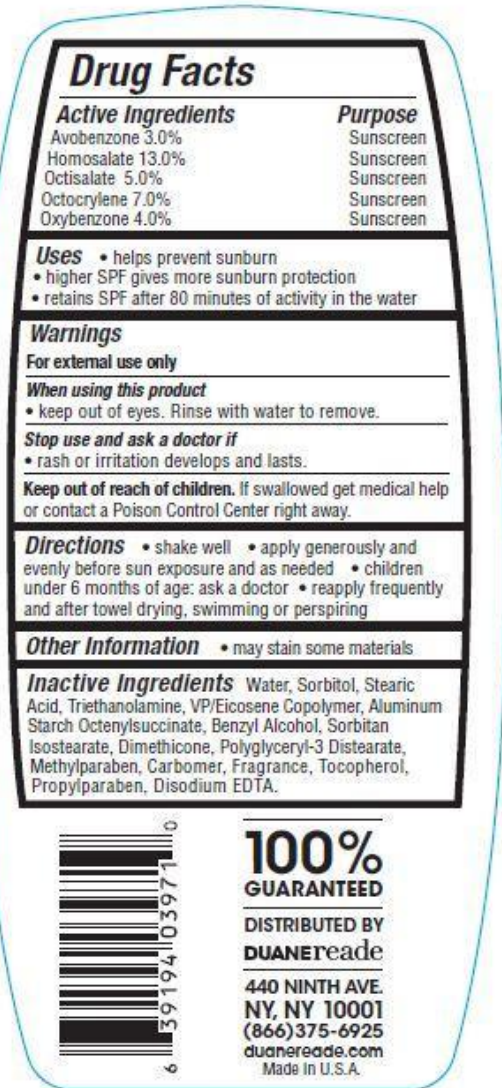 Drug Facts
Active Ingredients Purpose
Avobenzone 3.0% Sunscreen
Homosalate 13.0% Sunscreen
Octisalate 5.0% Sunscreen
Octocrylene 7.0% Sunscreen
Oxybenzone 4.0% Sunscreen
Uses • helps prevent sunburn
• higher SPF gives more sunburn protection
• retains SPF after 80 minutes of activity in the water
Warnings
For external use only
When using this product
• keep out of eyes. Rinse with water to remove.
Stop use and ask a doctor if
• rash or irritation develops and lasts.
Keep out of reach of children. If swallowed get medical help
or contact a Poison Control Center right away.
Directions • shake well • apply generously and
evenly before sun exposure and as needed • children
under 6 months of age: ask a doctor • reapply frequently
and after towel drying, swimming or perspiring
Other Information • may stain some materials
Inactive Ingredients Water, Sorbitol, Stearic
Acid, Triethanolamine, VP/Eicosene Copolymer, Aluminum
Starch Octenylsuccinate, Benzyl Alcohol, Sorbitan
Isostearate, Dimethicone, Polyglyceryl-3 Distearate,
Methylparaben, Carbomer, Fragrance, Tocopherol,
Propylparaben, Disodium EDTA.
6 39194 03971 0
100%
GUARANTEED
DISTRIBUTED BY
DUANEreade
440 NINTH AVE.
NY, NY 10001
(866)375-6925
duanereade.com
Made in U.S.A.